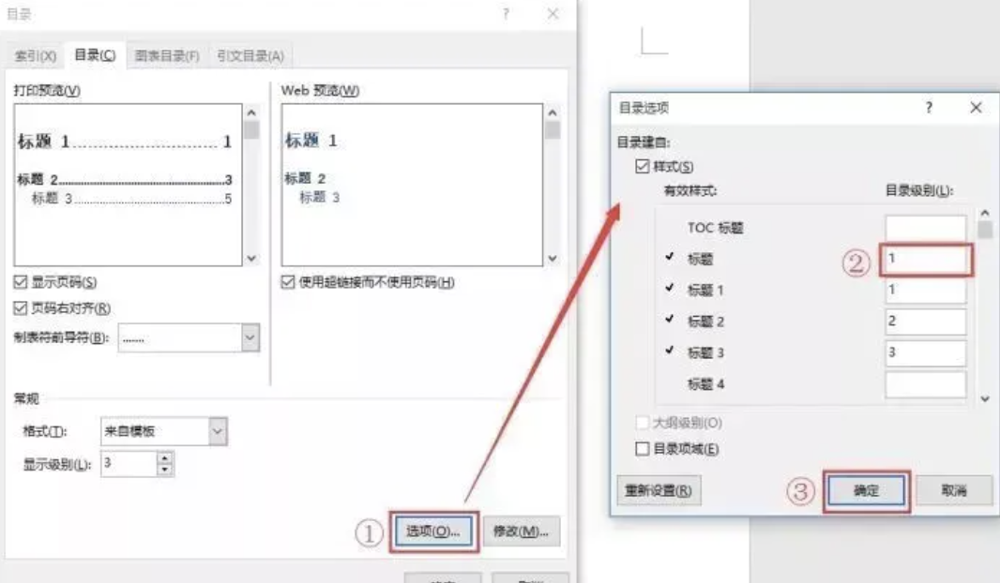 目录
索引(X) 目录(C) 图表目录(F) 引文目录(A)
打印预览(V)
标题 1 1
标题 2 3
标题 3 5
Web 预览(W)
标题 1
标题 2
标题 3
显示页码(S)
页码右对齐(R)
制表符前导符(B): .......
使用超链接而不使用页码(H)
常规
格式(T): 来自模板
显示级别(L): 3
① 选项(O)... 修改(M)...
目录选项
目录建自:
样式(S)
有效样式: 目录级别(L):
TOC 标题
标题 ② 1
标题 1 1
标题 2 2
标题 3 3
标题 4
大纲级别(O)
目录项域(E)
重新设置(R) ③ 确定 取消